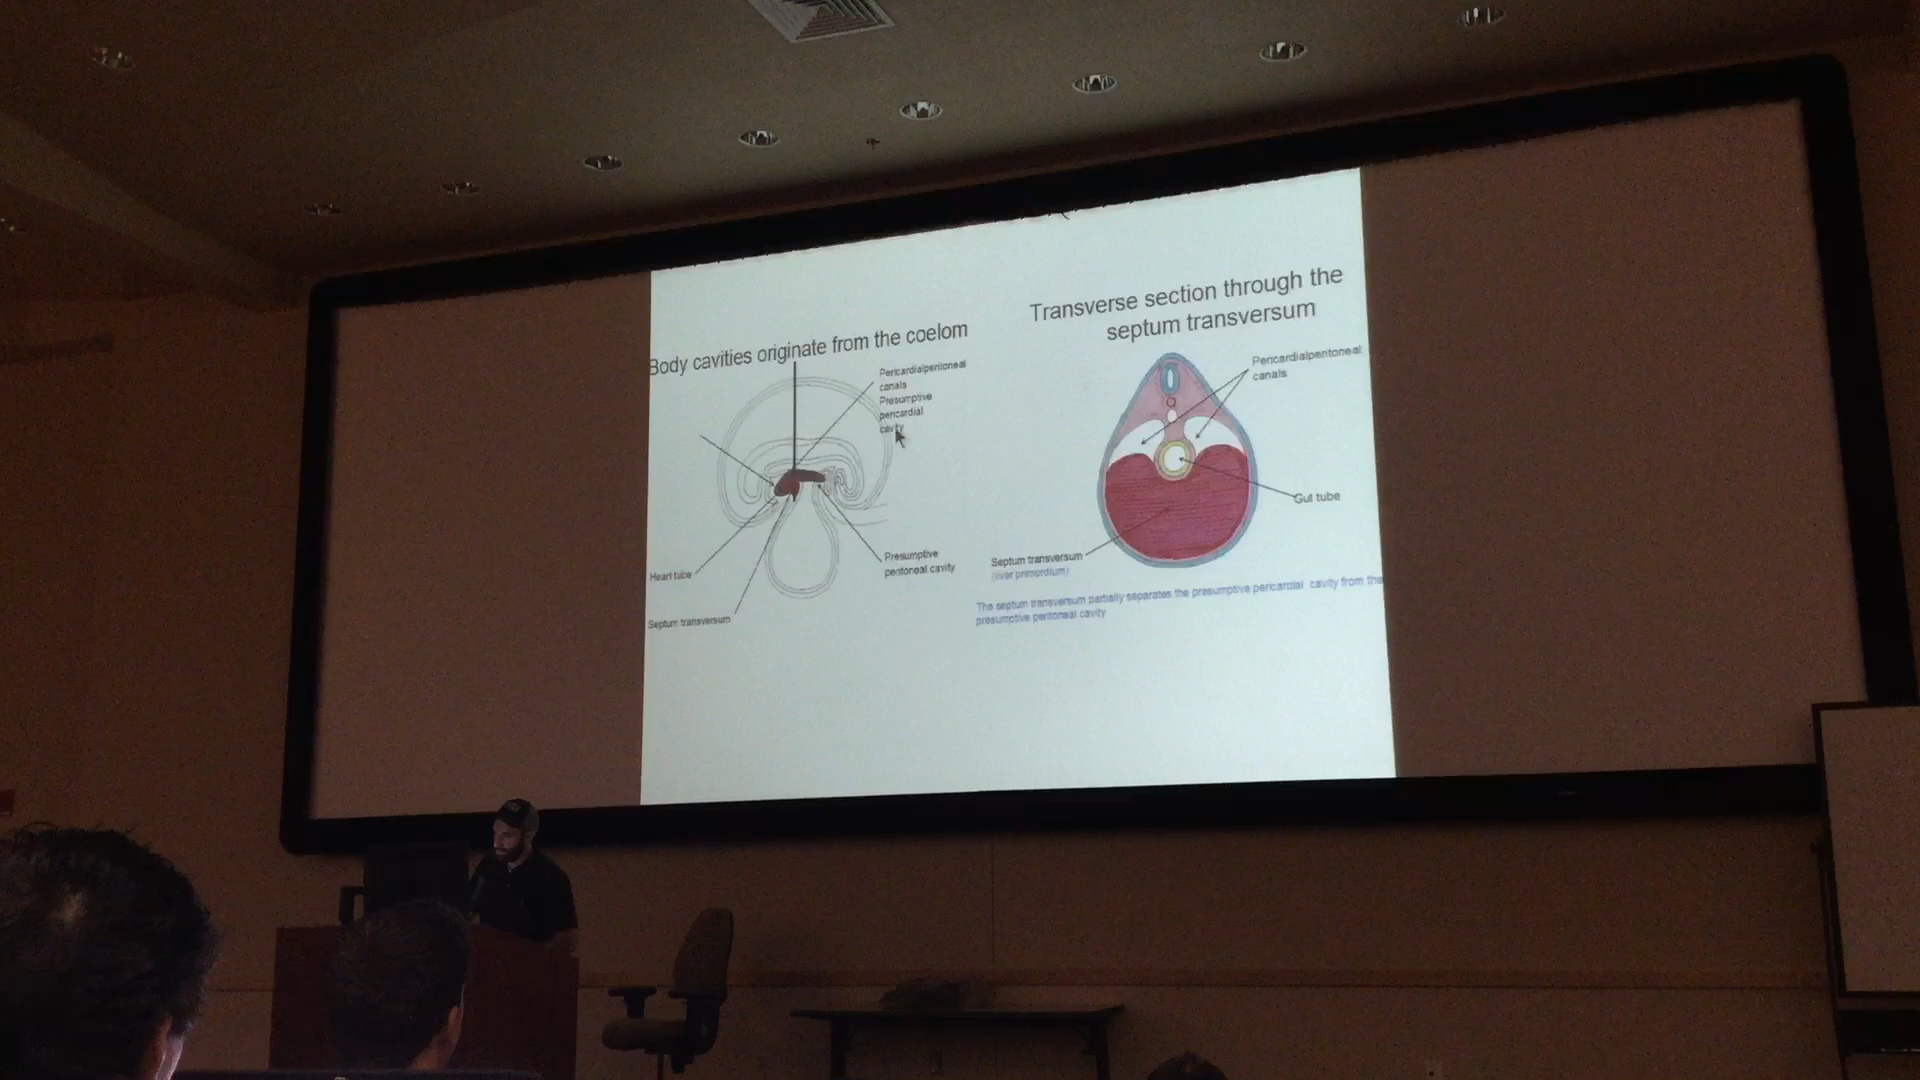 Body cavities originate from the coelom
Pericardialperitoneal
canals
Presumptive
pericardial
cavity
Heart tube
Septum transversum
Presumptive
peritoneal cavity
Transverse section through the
septum transversum
Pericardialperitoneal
canals
Gut tube
Septum transversum
(liver primordium)
The septum transversum partially separates the presumptive pericardial cavity from the
presumptive peritoneal cavity